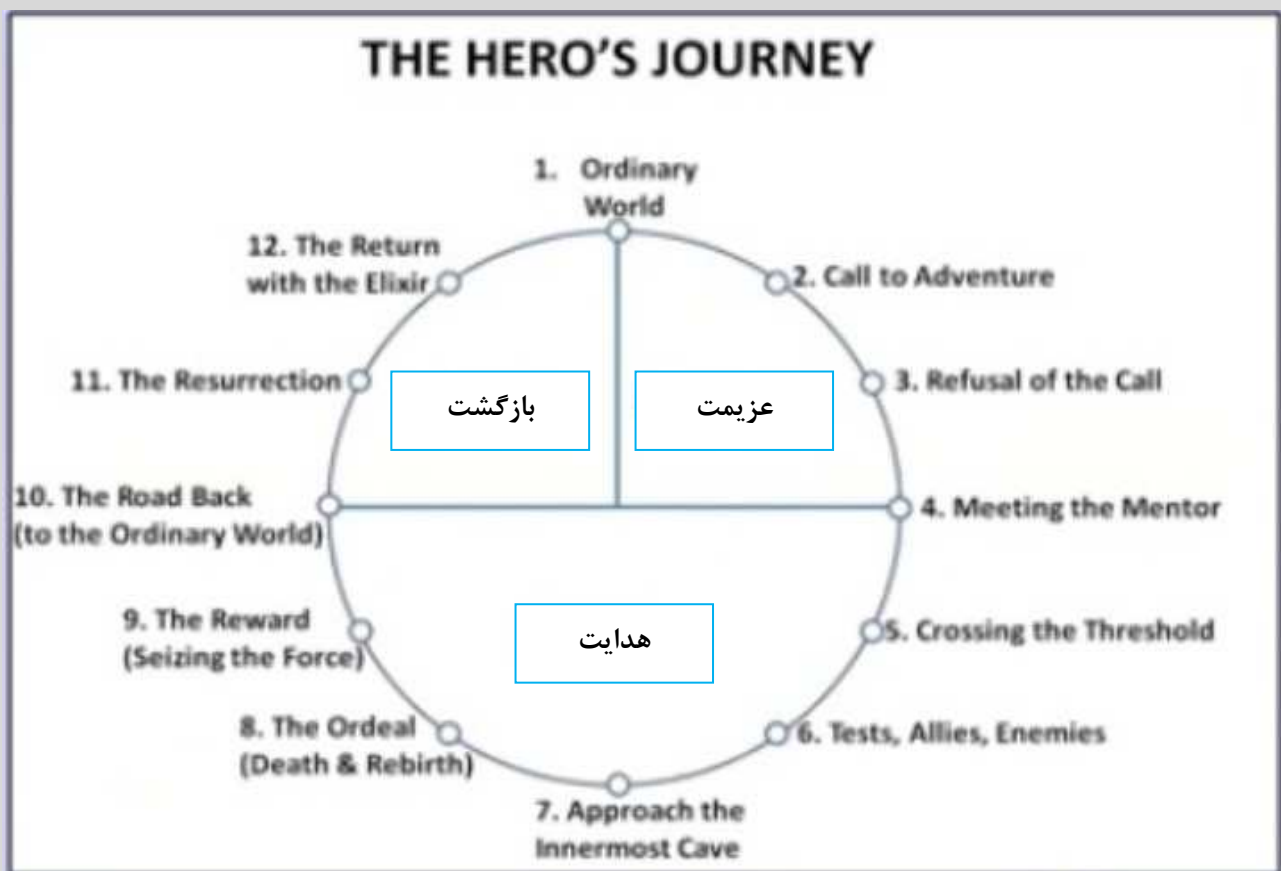 THE HERO'S JOURNEY
1. Ordinary
World
2. Call to Adventure
3. Refusal of the Call
4. Meeting the Mentor
5. Crossing the Threshold
6. Tests, Allies, Enemies
7. Approach the
Innermost Cave
8. The Ordeal
(Death & Rebirth)
9. The Reward
(Seizing the Force)
10. The Road Back
(to the Ordinary World)
11. The Resurrection
12. The Return
with the Elixir
عزیمت
هدایت
بازگشت